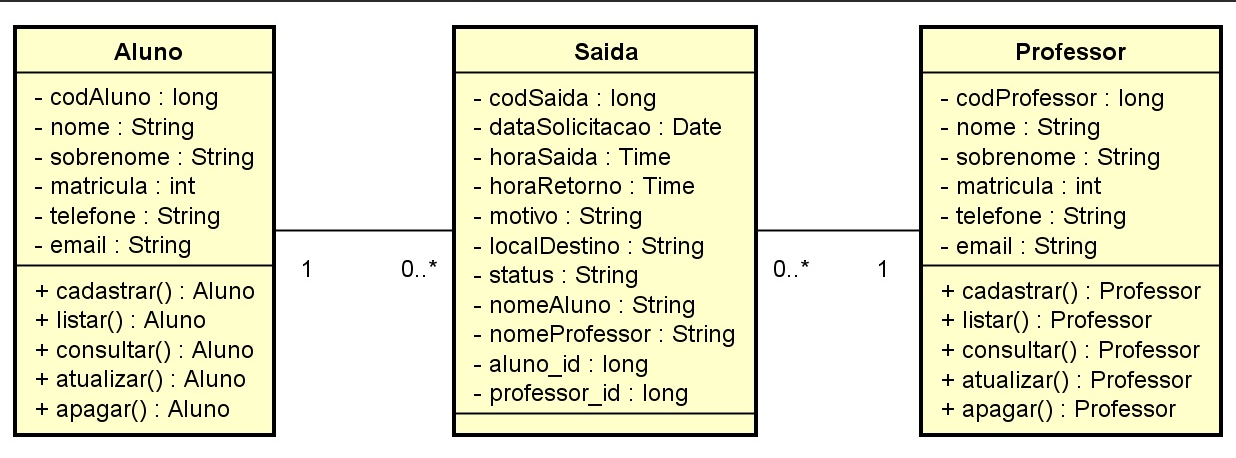 Aluno
- codAluno : long
- nome : String
- sobrenome : String
- matricula : int
- telefone : String
- email : String
+ cadastrar() : Aluno
+ listar() : Aluno
+ consultar() : Aluno
+ atualizar() : Aluno
+ apagar() : Aluno
1
0..*
Saida
- codSaida : long
- dataSolicitacao : Date
- horaSaida : Time
- horaRetorno : Time
- motivo : String
- localDestino : String
- status : String
- nomeAluno : String
- nomeProfessor : String
- aluno_id : long
- professor_id : long
0..*
1
Professor
- codProfessor : long
- nome : String
- sobrenome : String
- matricula : int
- telefone : String
- email : String
+ cadastrar() : Professor
+ listar() : Professor
+ consultar() : Professor
+ atualizar() : Professor
+ apagar() : Professor